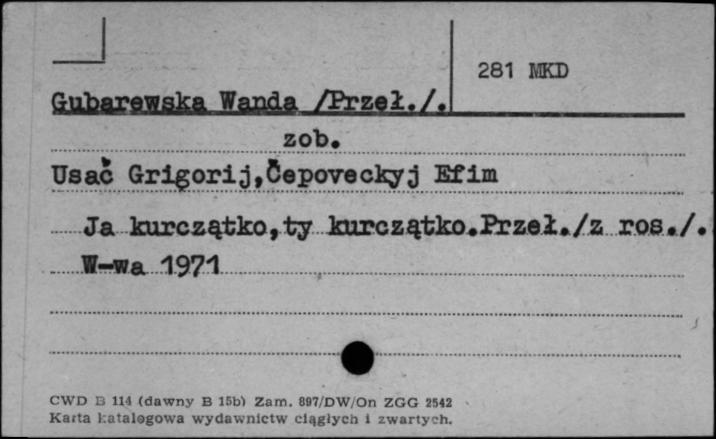 281 MKD
Gubarewska Wanda /Przeł./.
zob.
Usač Grigorij,Čepoveckyj Efim
Ja kurczątko,ty kurczątko.Przeł./z ros./.
W-wa 1971
CWD B 114 (dawny B 15b) Zam. 897/DW/On ZGG 2542
Karta katalogowa wydawnictw ciągłych i zwartych.